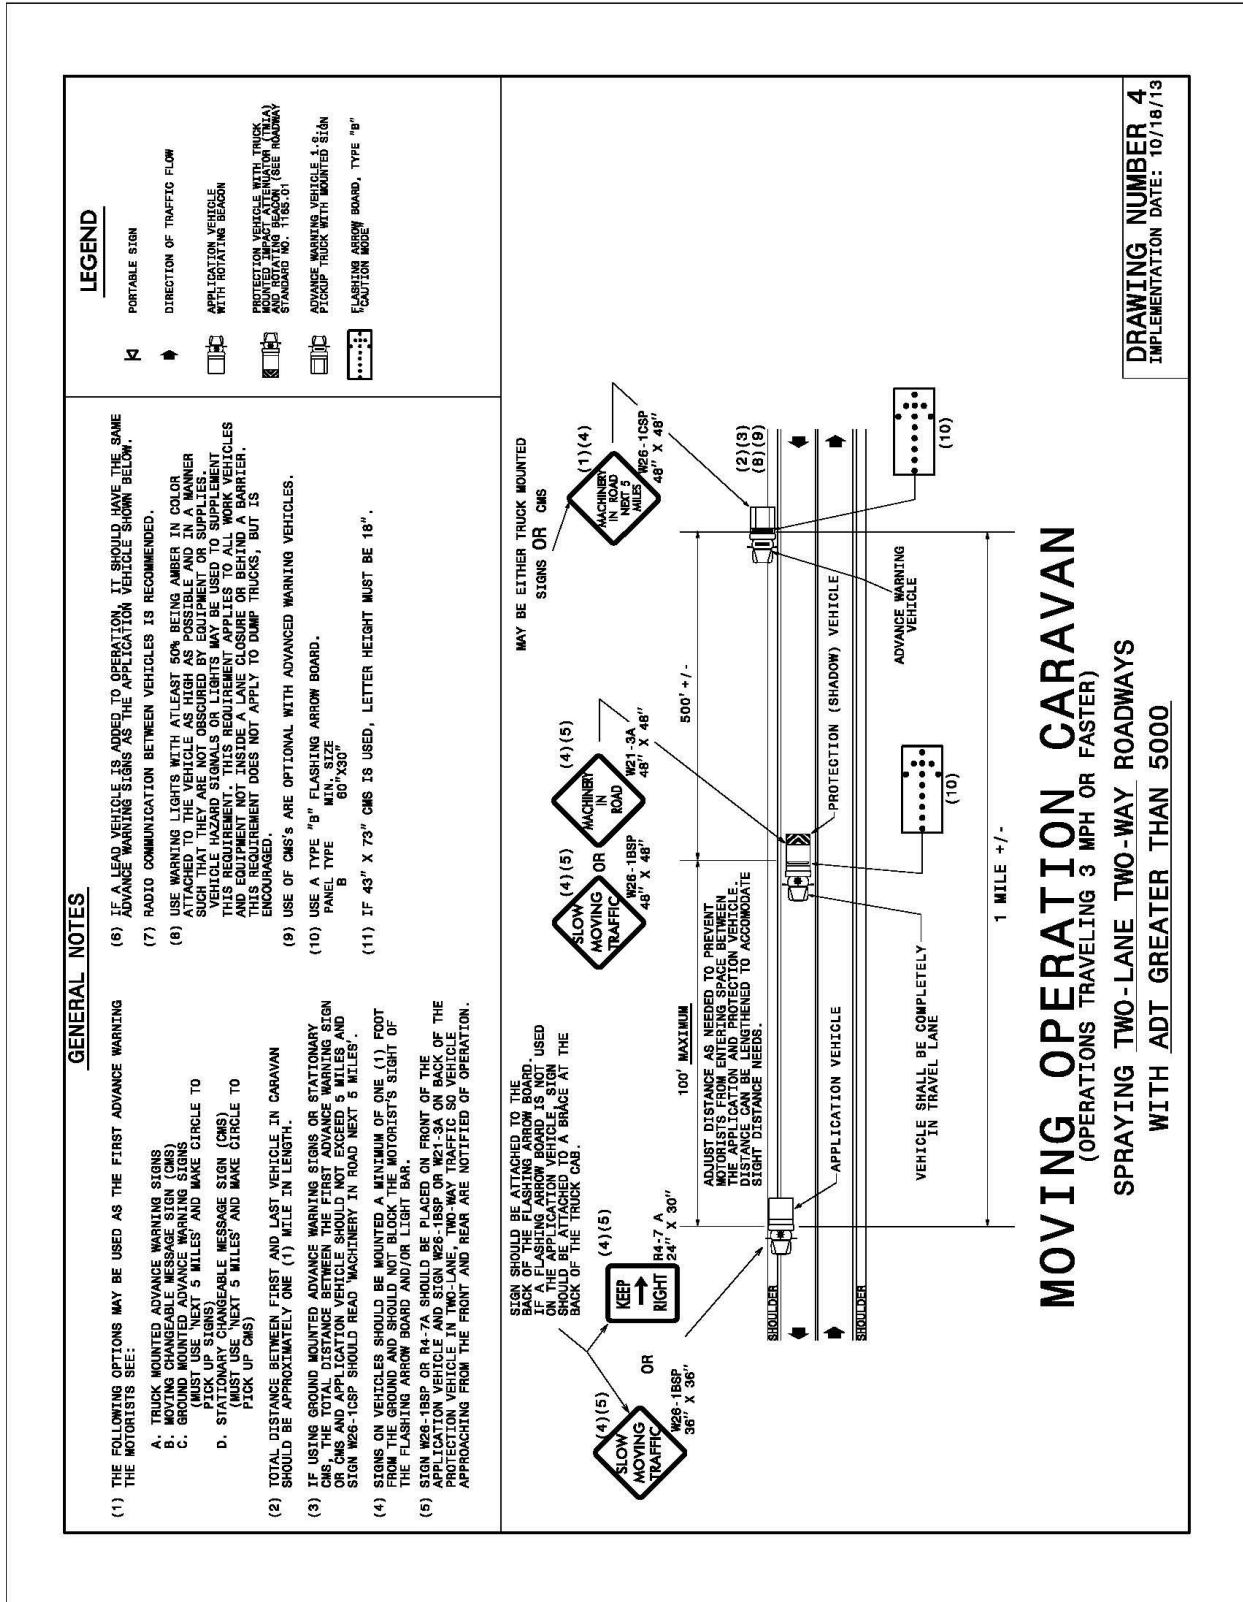 GENERAL NOTES
(1) THE FOLLOWING OPTIONS MAY BE USED AS THE FIRST ADVANCE WARNING
THE MOTORISTS SEE:
A. TRUCK MOUNTED ADVANCE WARNING SIGNS
B. MOVING CHANGEABLE MESSAGE SIGN (CMS)
C. GROUND MOUNTED ADVANCE WARNING SIGNS
(MUST USE 'NEXT 5 MILES' AND MAKE CIRCLE TO
PICK UP SIGNS)
D. STATIONARY CHANGEABLE MESSAGE SIGN (CMS)
(MUST USE 'NEXT 5 MILES' AND MAKE CIRCLE TO
PICK UP CMS)
(2) TOTAL DISTANCE BETWEEN FIRST AND LAST VEHICLE IN CARAVAN
SHOULD BE APPROXIMATELY ONE (1) MILE IN LENGTH.
(3) IF USING GROUND MOUNTED ADVANCE WARNING SIGNS OR STATIONARY
CMS, THE TOTAL DISTANCE BETWEEN THE FIRST ADVANCE WARNING SIGN
OR CMS AND APPLICATION VEHICLE SHOULD NOT EXCEED 5 MILES AND
SIGN W26-1CSP SHOULD READ 'MACHINERY IN ROAD NEXT 5 MILES'.
(4) SIGNS ON VEHICLES SHOULD BE MOUNTED A MINIMUM OF ONE (1) FOOT
FROM THE GROUND AND SHOULD NOT BLOCK THE MOTORIST'S SIGHT OF
THE FLASHING ARROW BOARD AND/OR LIGHT BAR.
(5) SIGN W26-1BSP OR R4-7A SHOULD BE PLACED ON FRONT OF THE
APPLICATION VEHICLE AND SIGN W26-1BSP OR W21-3A ON BACK OF THE
PROTECTION VEHICLE IN TWO-LANE, TWO-WAY TRAFFIC SO VEHICLE
APPROACHING FROM THE FRONT AND REAR ARE NOTIFIED OF OPERATION.
(6) IF A LEAD VEHICLE IS ADDED TO OPERATION, IT SHOULD HAVE THE SAME
ADVANCE WARNING SIGNS AS THE APPLICATION VEHICLE SHOWN BELOW.
(7) RADIO COMMUNICATION BETWEEN VEHICLES IS RECOMMENDED.
(8) USE WARNING LIGHTS WITH ATLEAST 50% BEING AMBER IN COLOR
ATTACHED TO THE VEHICLE AS HIGH AS POSSIBLE AND IN A MANNER
SUCH THAT THEY ARE NOT OBSCURED BY EQUIPMENT OR SUPPLIES.
VEHICLE HAZARD SIGNALS OR LIGHTS MAY BE USED TO SUPPLEMENT
THIS REQUIREMENT. THIS REQUIREMENT APPLIES TO ALL WORK VEHICLES
AND EQUIPMENT NOT INSIDE A LANE CLOSURE OR BEHIND A BARRIER.
THIS REQUIREMENT DOES NOT APPLY TO DUMP TRUCKS, BUT IS
ENCOURAGED.
(9) USE OF CMS's ARE OPTIONAL WITH ADVANCED WARNING VEHICLES.
(10) USE A TYPE "B" FLASHING ARROW BOARD.
PANEL TYPE MIN. SIZE
B 60"X30"
(11) IF 43" X 73" CMS IS USED, LETTER HEIGHT MUST BE 18".
LEGEND
PORTABLE SIGN
DIRECTION OF TRAFFIC FLOW
APPLICATION VEHICLE
WITH ROTATING BEACON
PROTECTION VEHICLE WITH TRUCK
MOUNTED IMPACT ATTENUATOR (TMIA)
AND ROTATING BEACON (SEE ROADWAY
STANDARD NO. 1165.01
ADVANCE WARNING VEHICLE i.e.,
PICKUP TRUCK WITH MOUNTED SIGN
FLASHING ARROW BOARD, TYPE "B"
"CAUTION MODE"
SIGN SHOULD BE ATTACHED TO THE
BACK OF THE FLASHING ARROW BOARD.
IF A FLASHING ARROW BOARD IS NOT USED
ON THE APPLICATION VEHICLE, SIGN
SHOULD BE ATTACHED TO A BRACE AT THE
BACK OF THE TRUCK CAB.
(4)(5)
SLOW
MOVING
TRAFFIC
W26-1BSP
36" X 36"
OR
(4)(5)
KEEP
RIGHT
R4-7 A
24" X 30"
(4)(5)
SLOW
MOVING
TRAFFIC
W26-1BSP
48" X 48"
OR
(4)(5)
MACHINERY
IN
ROAD
W21-3A
48" X 48"
MAY BE EITHER TRUCK MOUNTED
SIGNS OR CMS
(1)(4)
MACHINERY
IN ROAD
NEXT 5
MILES
W26-1CSP
48" X 48"
100' MAXIMUM
500' +/-
ADJUST DISTANCE AS NEEDED TO PREVENT
MOTORISTS FROM ENTERING SPACE BETWEEN
THE APPLICATION AND PROTECTION VEHICLE.
DISTANCE CAN BE LENGTHENED TO ACCOMODATE
SIGHT DISTANCE NEEDS.
(2)(3)
(8)(9)
SHOULDER
SHOULDER
APPLICATION VEHICLE
PROTECTION (SHADOW) VEHICLE
ADVANCE WARNING
VEHICLE
VEHICLE SHALL BE COMPLETELY
IN TRAVEL LANE
(10)
(10)
1 MILE +/-
MOVING OPERATION CARAVAN
(OPERATIONS TRAVELING 3 MPH OR FASTER)
SPRAYING TWO-LANE TWO-WAY ROADWAYS
WITH ADT GREATER THAN 5000
DRAWING NUMBER 4
IMPLEMENTATION DATE: 10/18/13